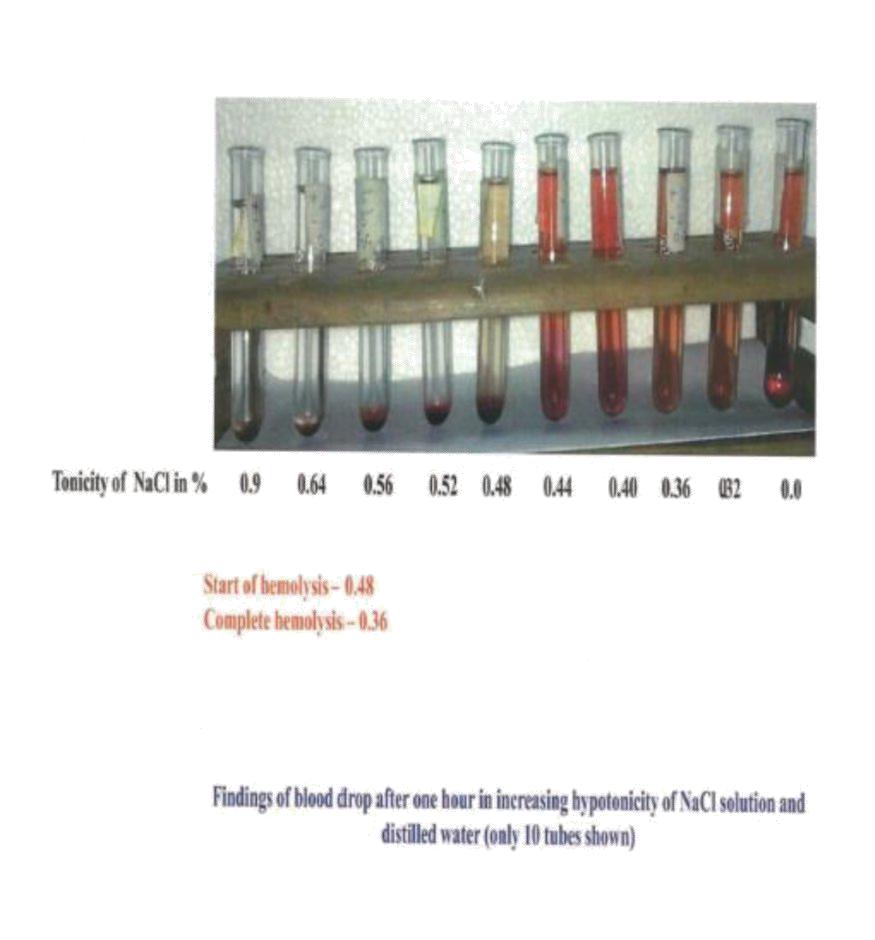 Tonicity of NaCl in % 0.9 0.64 0.56 0.52 0.48 0.44 0.40 0.36 032 0.0
Start of hemolysis – 0.48
Complete hemolysis – 0.36
Findings of blood drop after one hour in increasing hypotonicity of NaCl solution and
distilled water (only 10 tubes shown)